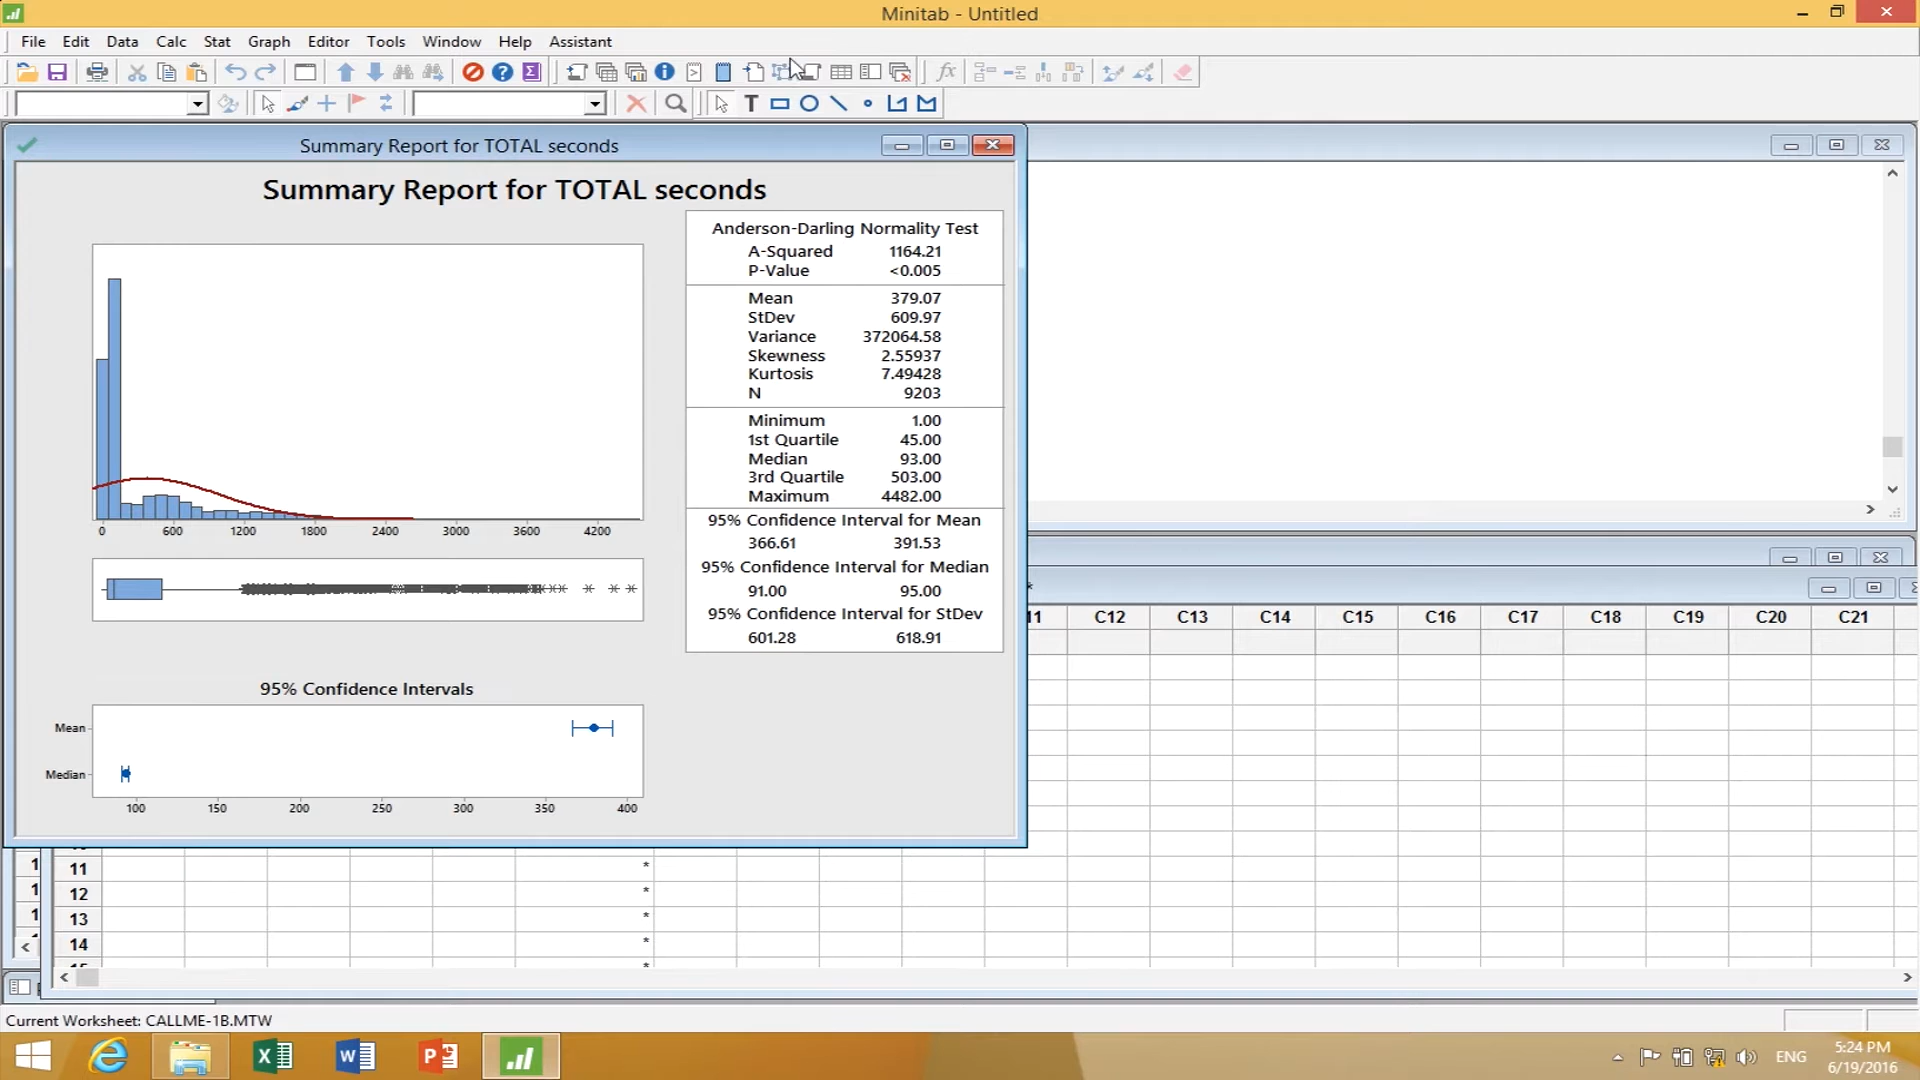 Minitab - Untitled
File Edit Data Calc Stat Graph Editor Tools Window Help Assistant
Summary Report for TOTAL seconds
Summary Report for TOTAL seconds
Anderson-Darling Normality Test
A-Squared 1164.21
P-Value <0.005
Mean 379.07
StDev 609.97
Variance 372064.58
Skewness 2.55937
Kurtosis 7.49428
N 9203
Minimum 1.00
1st Quartile 45.00
Median 93.00
3rd Quartile 503.00
Maximum 4482.00
95% Confidence Interval for Mean
366.61 391.53
95% Confidence Interval for Median
91.00 95.00
95% Confidence Interval for StDev
601.28 618.91
0 600 1200 1800 2400 3000 3600 4200
95% Confidence Intervals
Mean
Median
100 150 200 250 300 350 400
C12 C13 C14 C15 C16 C17 C18 C19 C20 C21
11 *
12 *
13 *
14 *
Current Worksheet: CALLME-1B.MTW
ENG
5:24 PM
6/19/2016